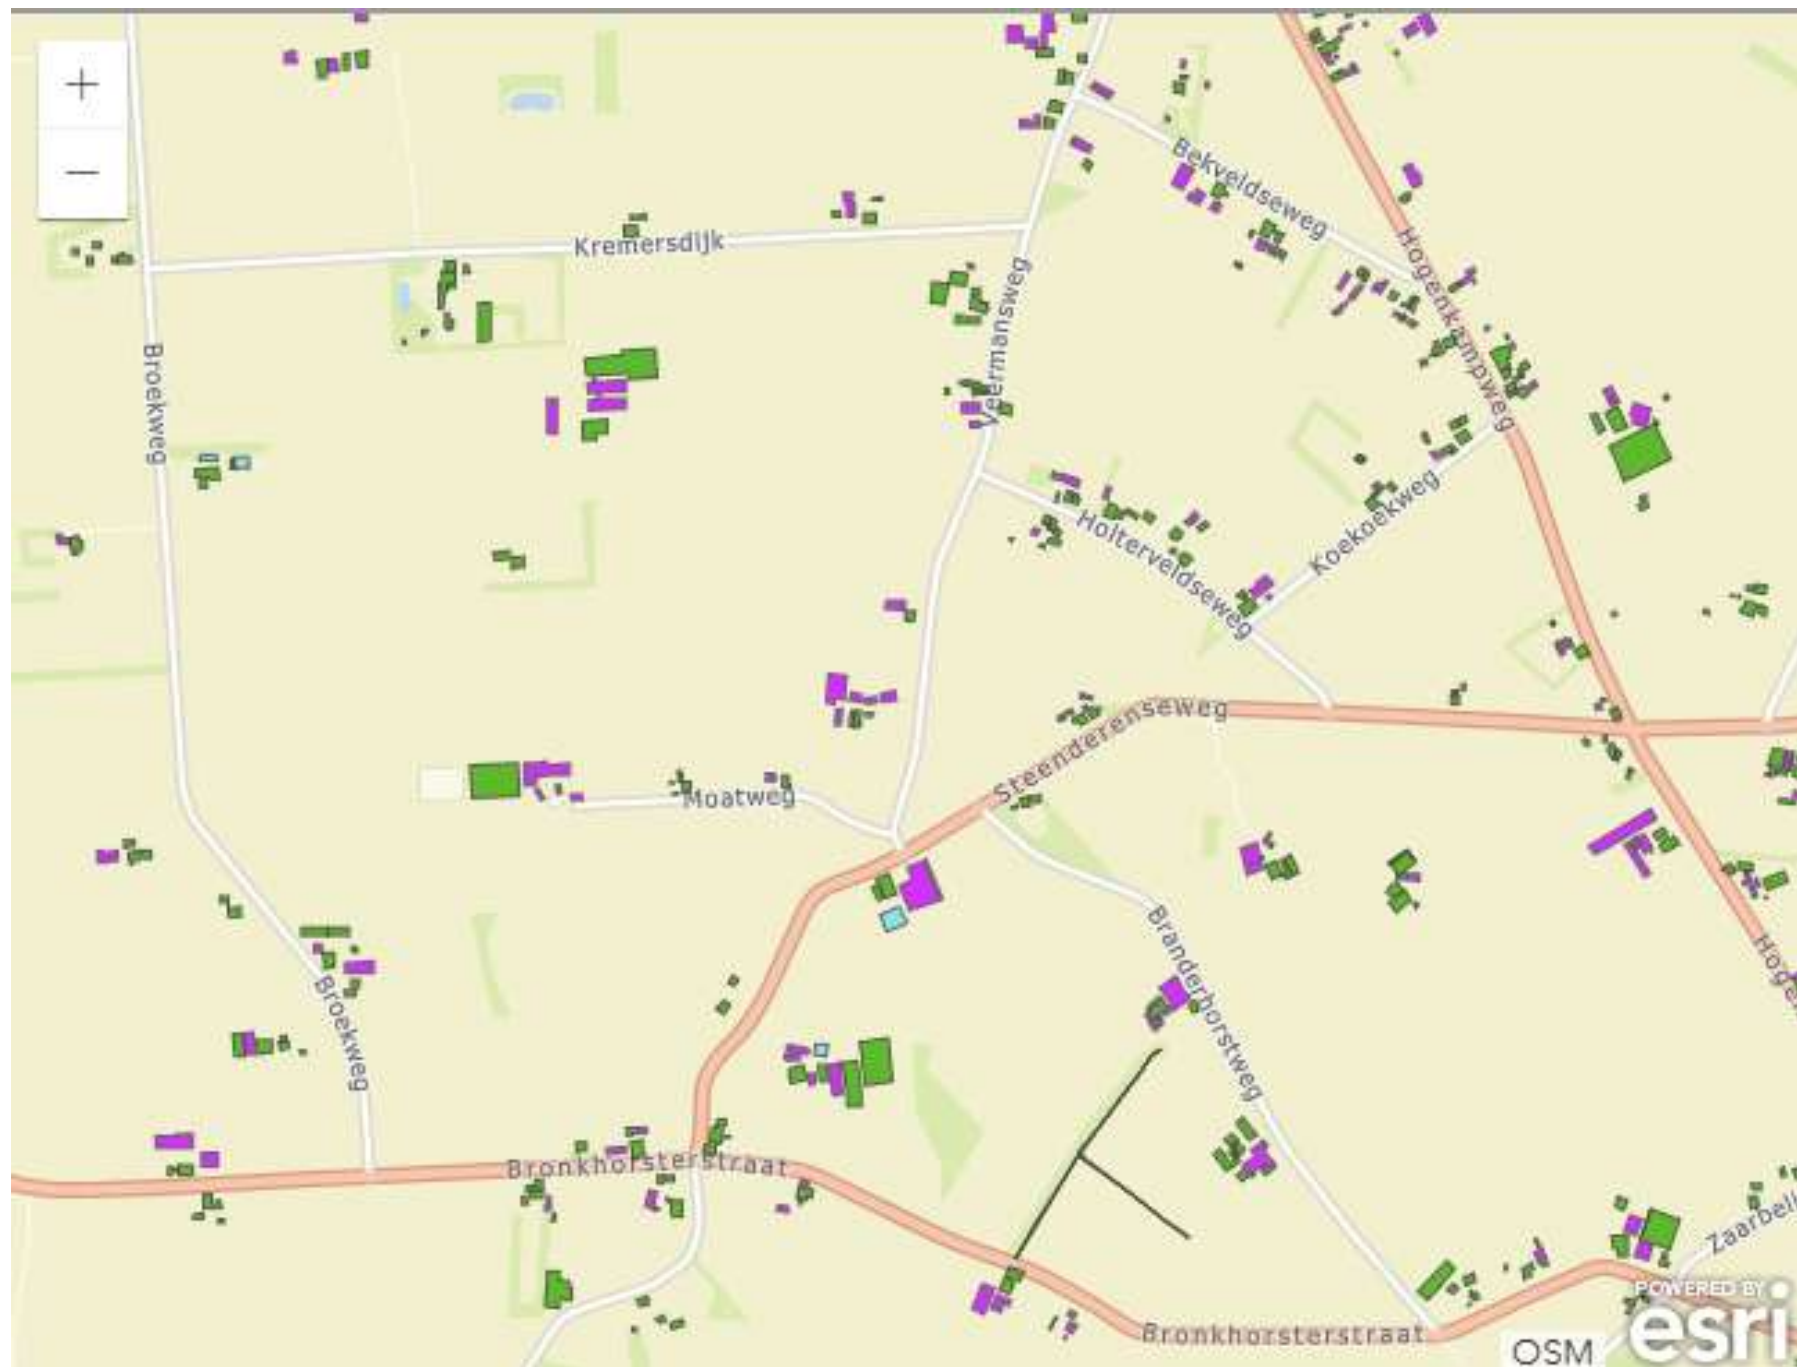 +
−
Bekveldseweg
Kremersdijk
Hogenkampweg
Veermansweg
Broekweg
Koekoekweg
Holterveldseweg
Steenderenseweg
Moatweg
Branderhorstweg
Hoge
Broekweg
Bronkhorsterstraat
Zaarbel
Bronkhorsterstraat
POWERED BY
esri
OSM